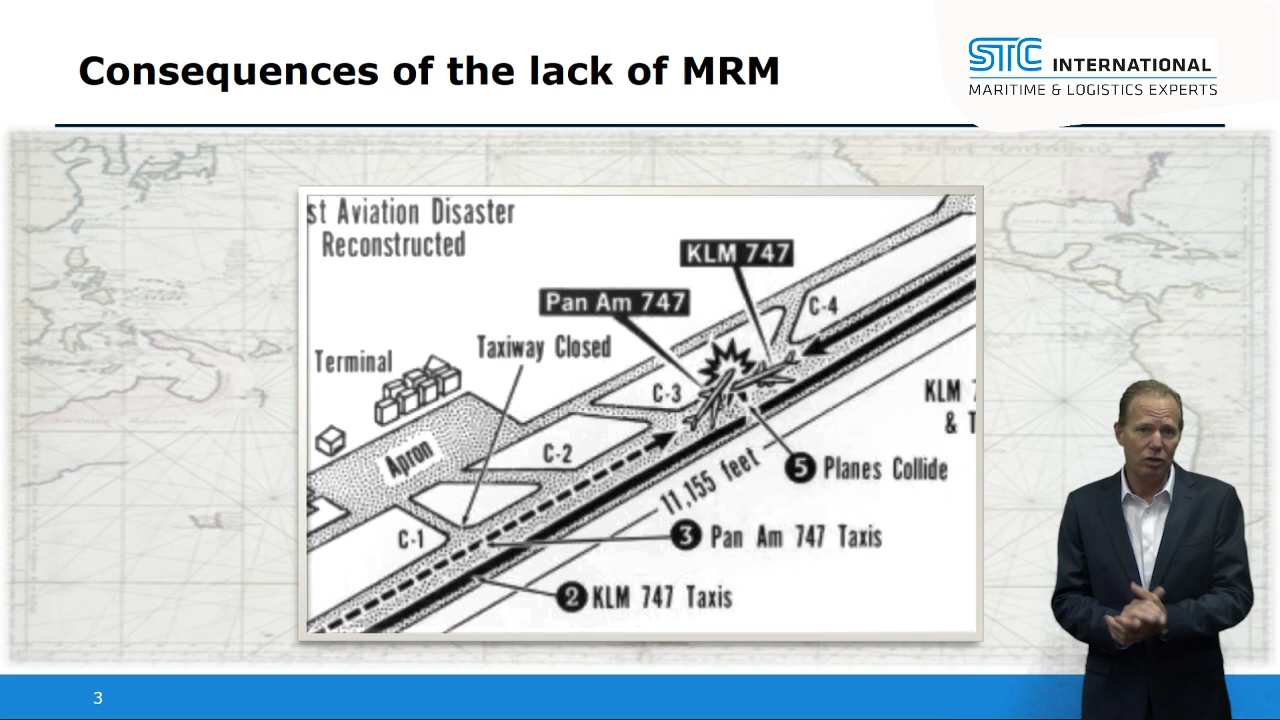 Consequences of the lack of MRM
STC INTERNATIONAL
MARITIME & LOGISTICS EXPERTS
st Aviation Disaster
Reconstructed
KLM 747
Pan Am 747
C-4
Taxiway Closed
Terminal
C-3
KLM 7
& T
Apron
C-2
5 Planes Collide
11,155 feet
C-1
3 Pan Am 747 Taxis
2 KLM 747 Taxis
3